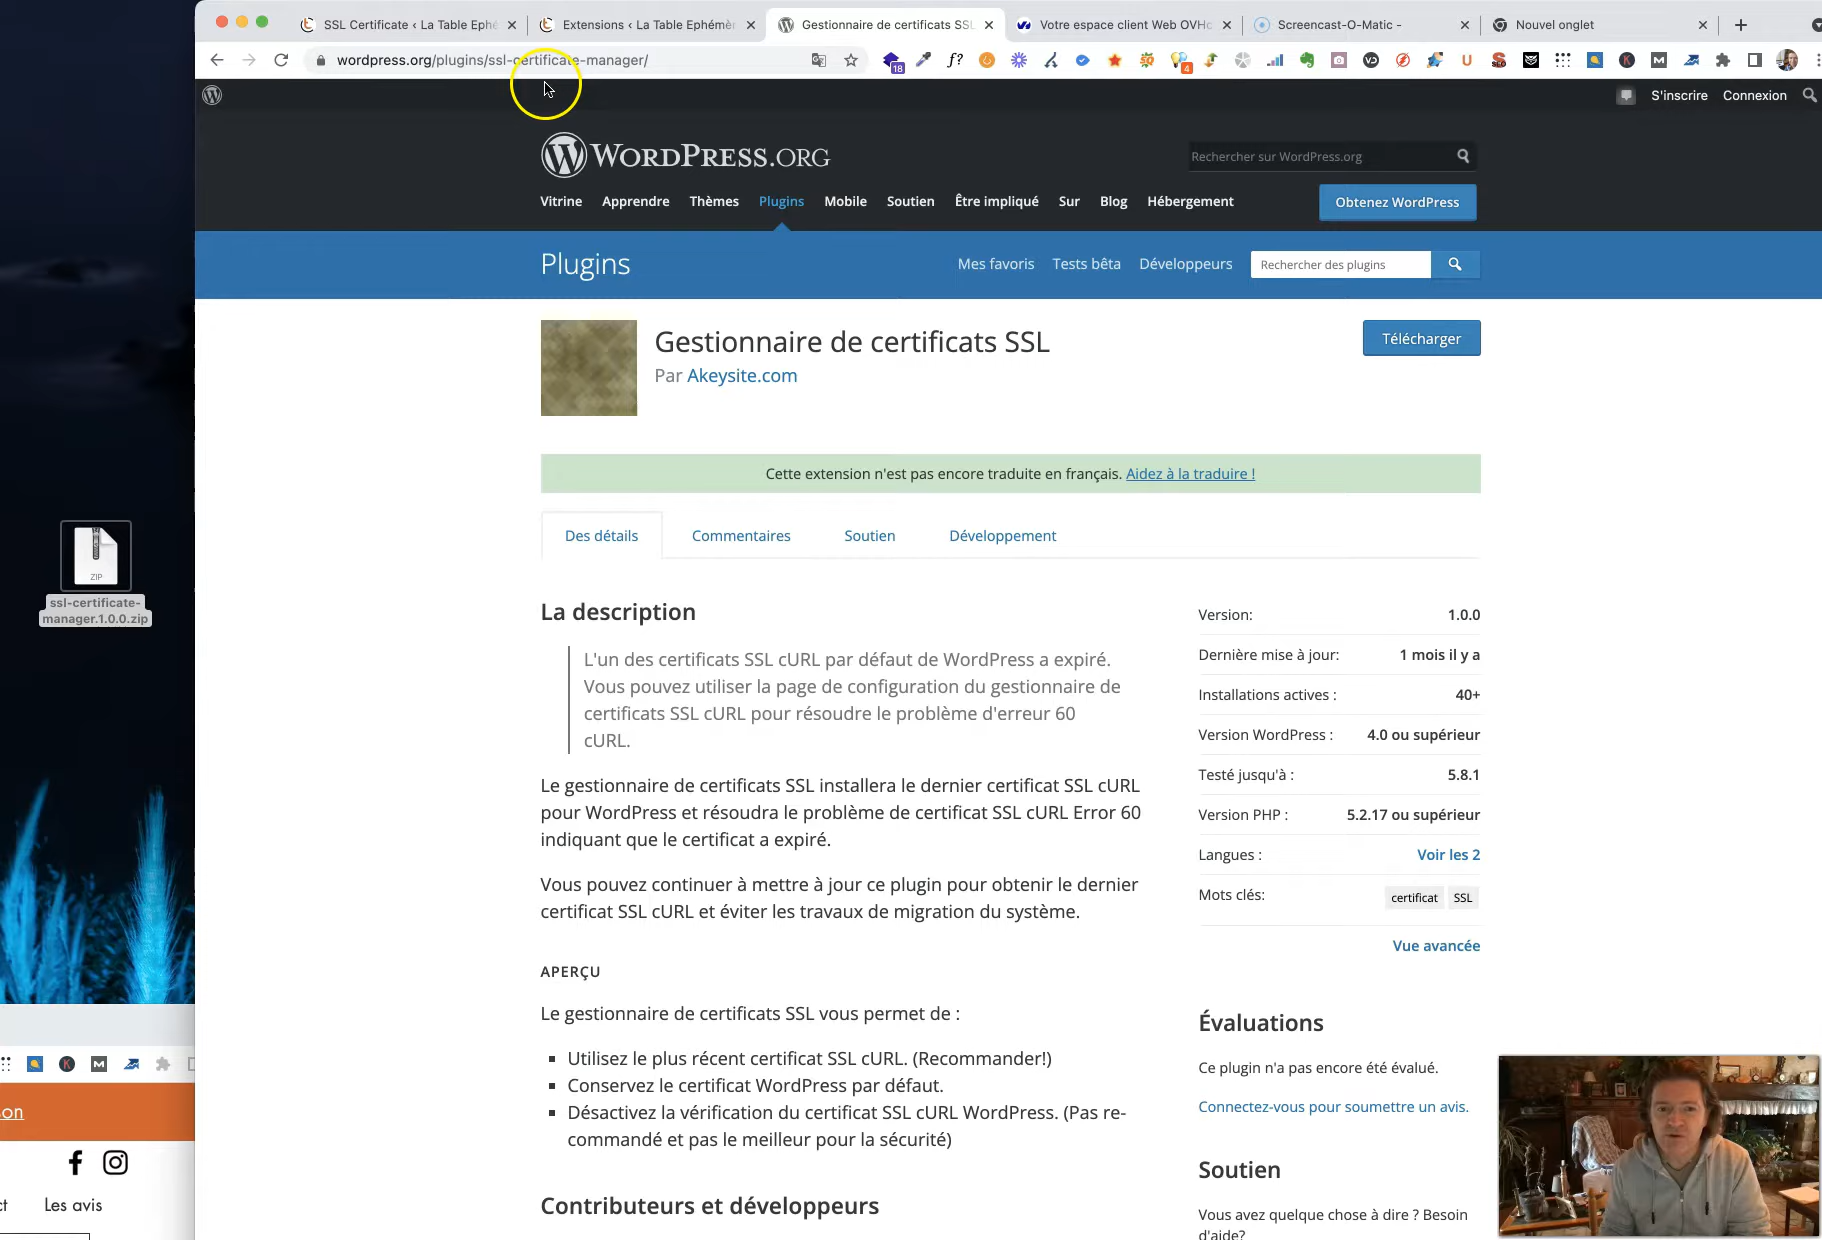 SSL Certificate ‹ La Table Ephé
Extensions ‹ La Table Ephémèr
Gestionnaire de certificats SSL
Votre espace client Web OVHc
Screencast-O-Matic -
Nouvel onglet
wordpress.org/plugins/ssl-certificate-manager/
18
f?
4
S'inscrire
Connexion
WORDPRESS.ORG
Rechercher sur WordPress.org
Vitrine
Apprendre
Thèmes
Plugins
Mobile
Soutien
Être impliqué
Sur
Blog
Hébergement
Obtenez WordPress
Plugins
Mes favoris
Tests bêta
Développeurs
Rechercher des plugins
Gestionnaire de certificats SSL
Par Akeysite.com
Télécharger
Cette extension n'est pas encore traduite en français. Aidez à la traduire !
Des détails
Commentaires
Soutien
Développement
ZIP
ssl-certificate-
manager.1.0.0.zip
La description
L'un des certificats SSL cURL par défaut de WordPress a expiré.
Vous pouvez utiliser la page de configuration du gestionnaire de
certificats SSL cURL pour résoudre le problème d'erreur 60
cURL.
Le gestionnaire de certificats SSL installera le dernier certificat SSL cURL
pour WordPress et résoudra le problème de certificat SSL cURL Error 60
indiquant que le certificat a expiré.
Vous pouvez continuer à mettre à jour ce plugin pour obtenir le dernier
certificat SSL cURL et éviter les travaux de migration du système.
APERÇU
Le gestionnaire de certificats SSL vous permet de :
Utilisez le plus récent certificat SSL cURL. (Recommander!)
Conservez le certificat WordPress par défaut.
Désactivez la vérification du certificat SSL cURL WordPress. (Pas re-
commandé et pas le meilleur pour la sécurité)
Contributeurs et développeurs
Version: 1.0.0
Dernière mise à jour: 1 mois il y a
Installations actives : 40+
Version WordPress : 4.0 ou supérieur
Testé jusqu'à : 5.8.1
Version PHP : 5.2.17 ou supérieur
Langues : Voir les 2
Mots clés: certificat SSL
Vue avancée
Évaluations
Ce plugin n'a pas encore été évalué.
Connectez-vous pour soumettre un avis.
Soutien
Vous avez quelque chose à dire ? Besoin
d'aide?
on
ct
Les avis